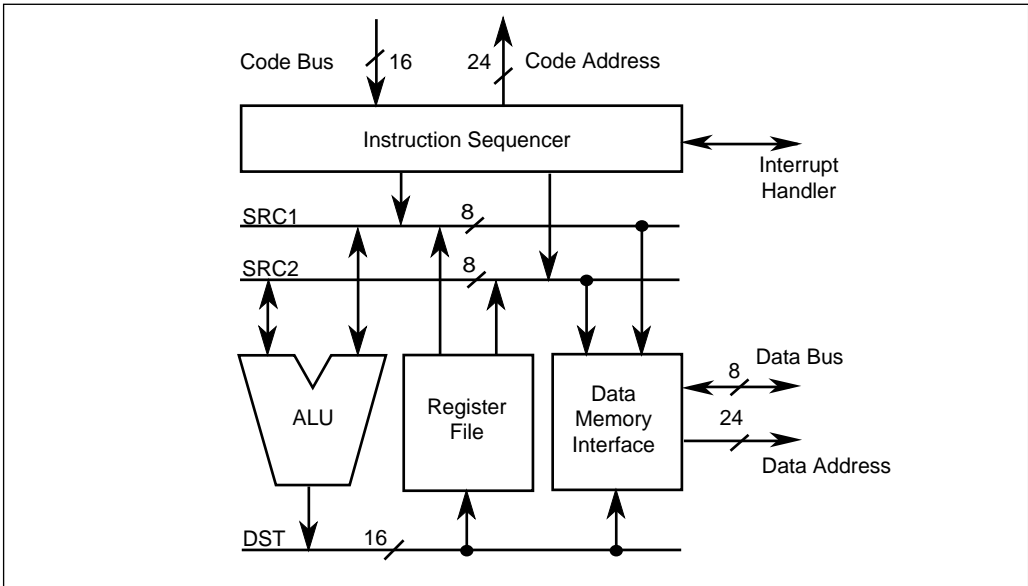 Code Bus
16
24
Code Address
Instruction Sequencer
Interrupt
Handler
SRC1
8
SRC2
8
ALU
Register
File
Data
Memory
Interface
Data Bus
8
24
Data Address
DST
16